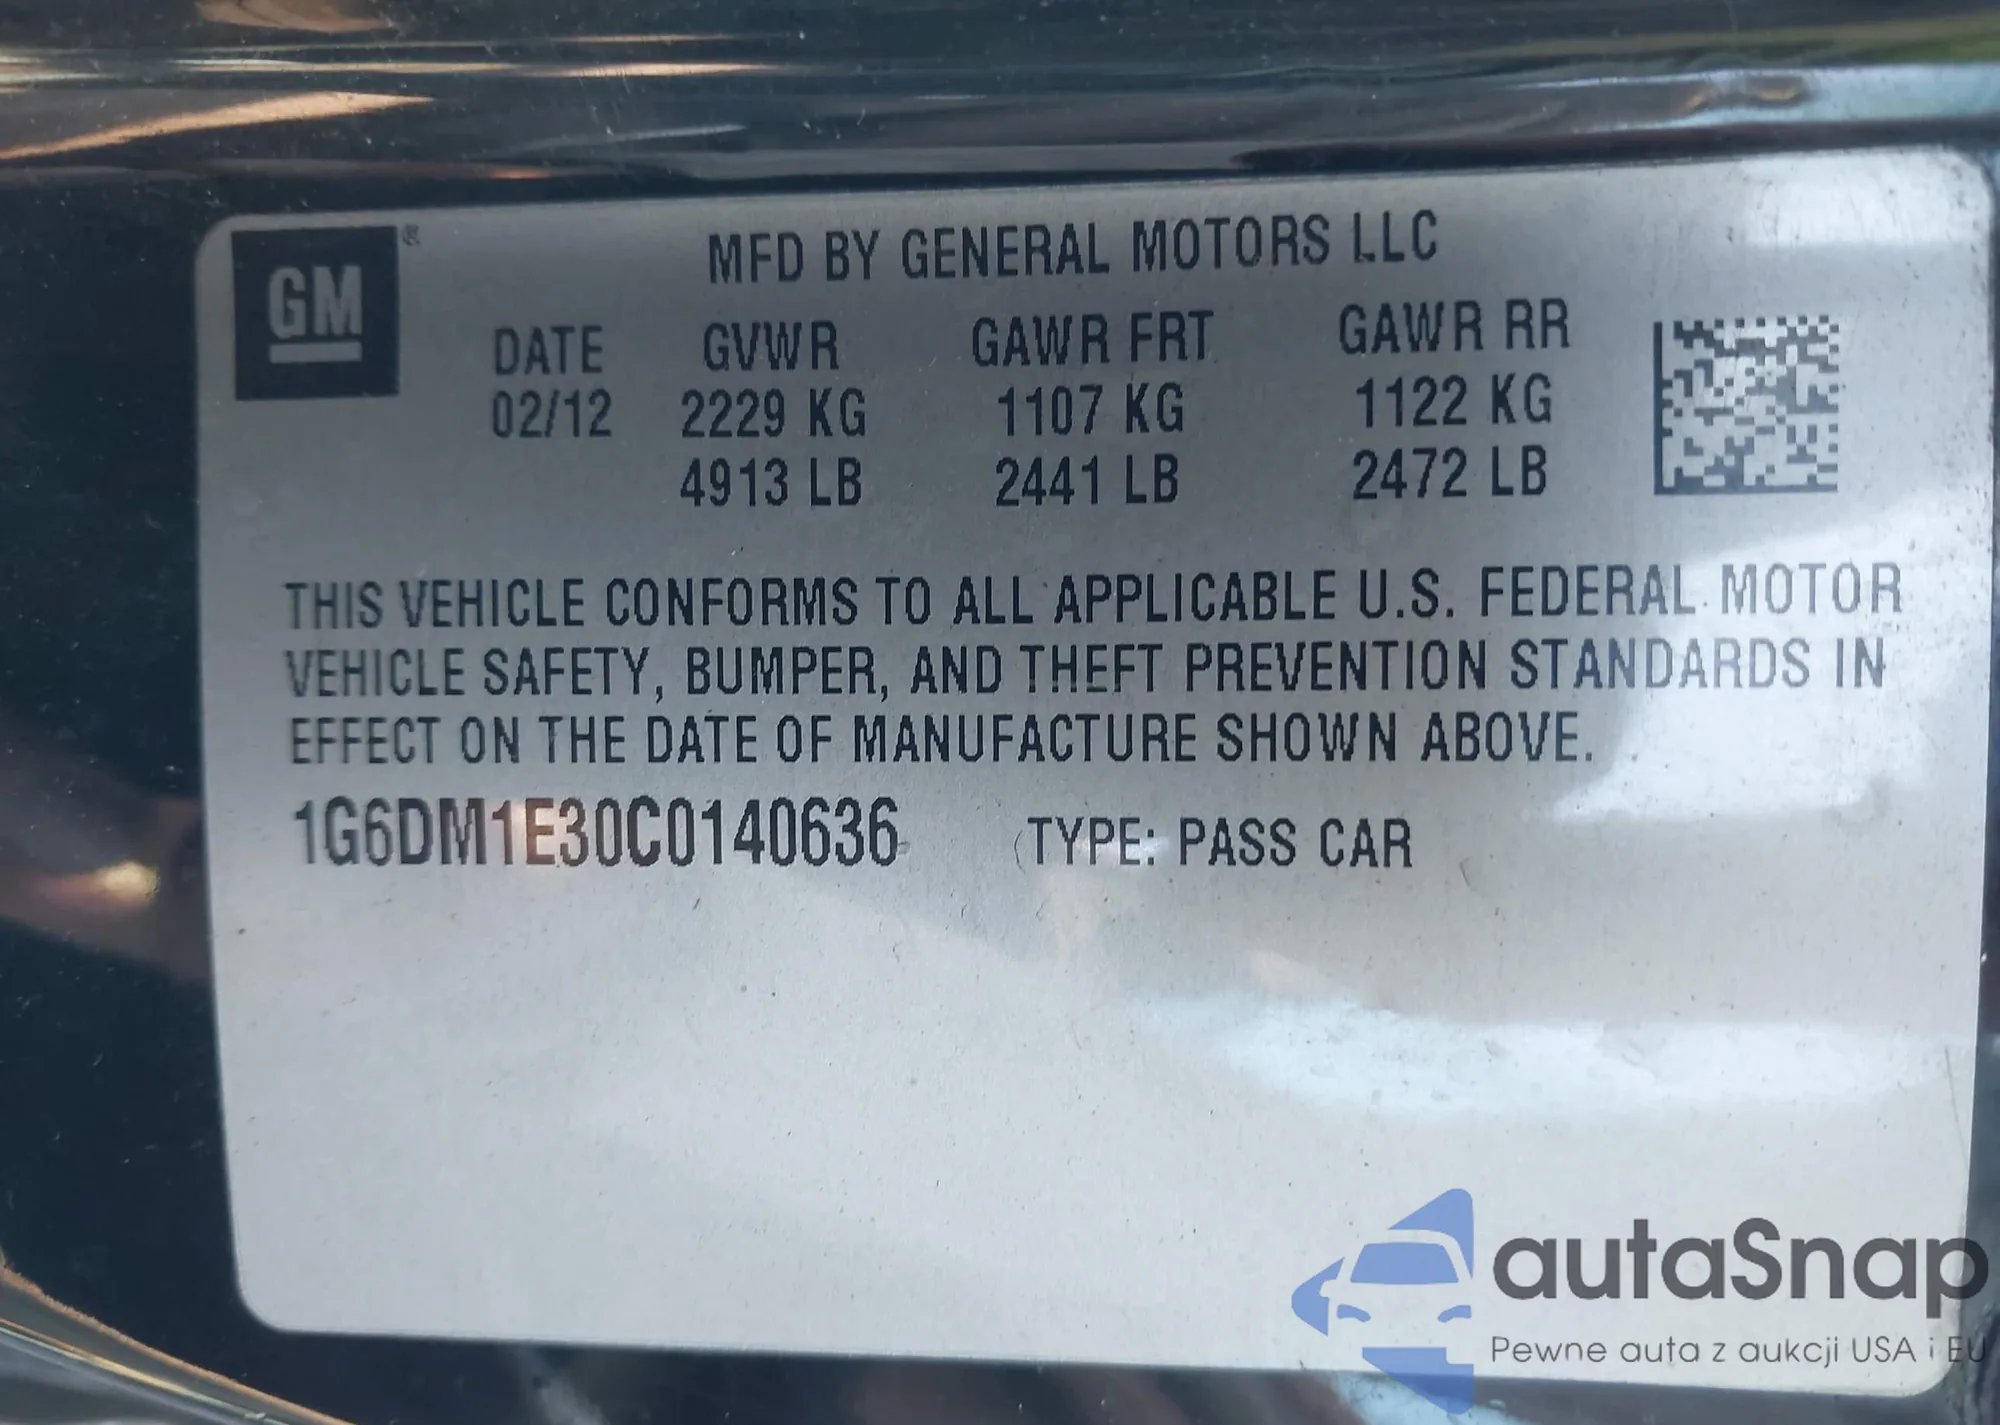 GM ®
MFD BY GENERAL MOTORS LLC
DATE GVWR GAWR FRT GAWR RR
02/12 2229 KG 1107 KG 1122 KG
4913 LB 2441 LB 2472 LB
THIS VEHICLE CONFORMS TO ALL APPLICABLE U.S. FEDERAL MOTOR
VEHICLE SAFETY, BUMPER, AND THEFT PREVENTION STANDARDS IN
EFFECT ON THE DATE OF MANUFACTURE SHOWN ABOVE.
1G6DM1E30C0140636 TYPE: PASS CAR
autaSnap
Pewne auta z aukcji USA i EU